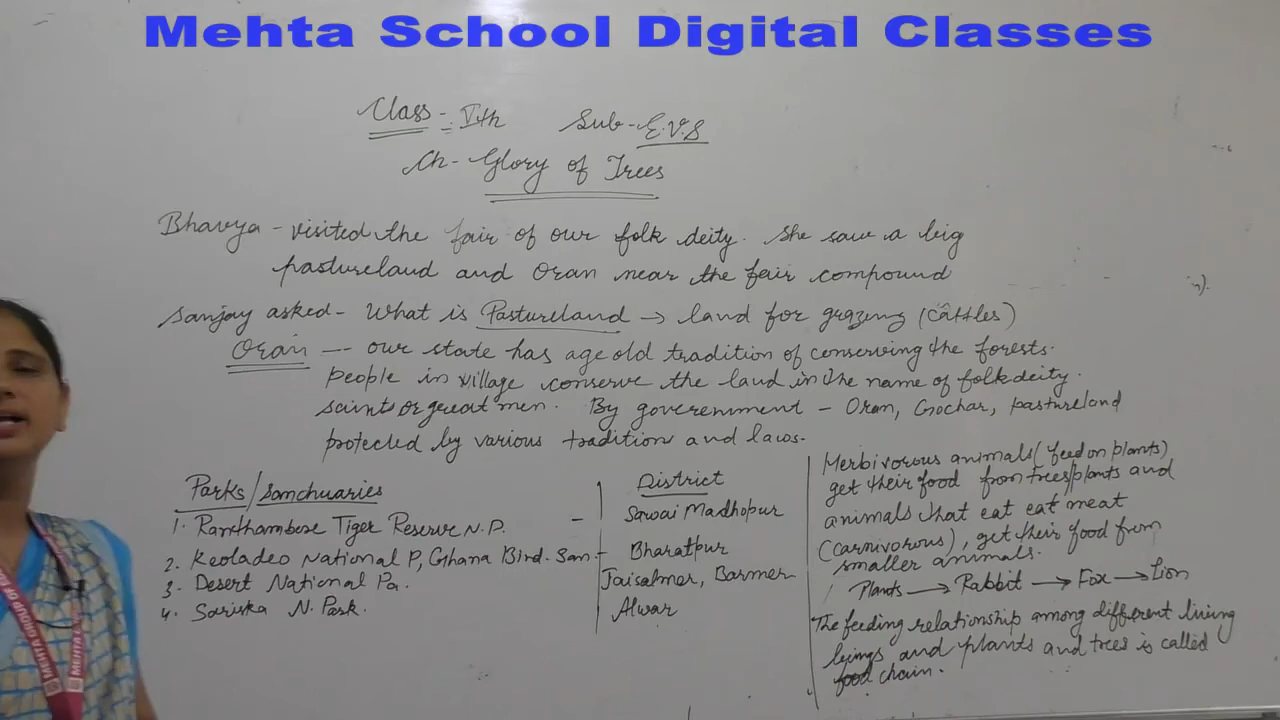 Mehta School Digital Classes
Class - Vth Sub- E.V.S
Ch- Glory of Trees
Bhavya - visited the fair of our folk deity. She saw a big
pastureland and Oran near the fair compound
Sanjay asked - What is Pastureland → land for grazing (Cattles)
Oran — our state has age old tradition of conserving the forests.
People in village conserve the land in the name of folkdeity.
saints or great men. By government - Oran, Gochar, pastureland
protected by various tradition and laws.
Parks/Sanchuaries District
1. Ranthambore Tiger Reserve N.P. - Sawai Madhopur
2. Keoladeo National P, Ghana Bird. San - Bharatpur
3. Desert National Pa. Jaisalmer, Barmer
4. Sariska N. Park. Alwar
Herbivorous animals (feed on plants)
get their food from trees/plants and
animals that eat eat meat
(carnivorous), get their food from
smaller animals.
Plants → Rabbit → Fox → Lion
The feeding relationship among different living
beings and plants and trees is called
food chain.
MEHTA GROUP OF
MEHTA